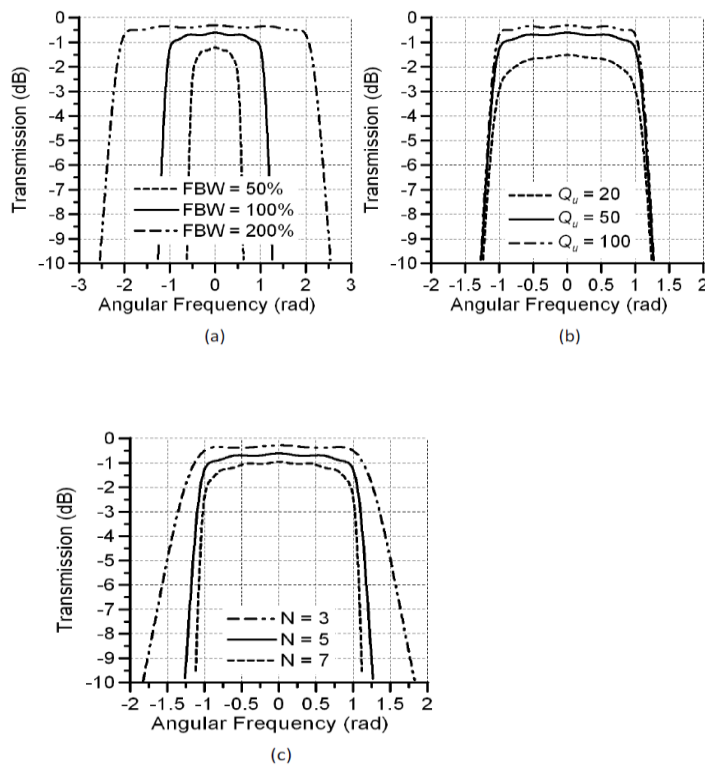 Transmission (dB)
0
-1
-2
-3
-4
-5
-6
-7
-8
-9
-10
FBW = 50%
FBW = 100%
FBW = 200%
-3 -2 -1 0 1 2 3
Angular Frequency (rad)
(a)
Transmission (dB)
0
-1
-2
-3
-4
-5
-6
-7
-8
-9
-10
Qu = 20
Qu = 50
Qu = 100
-2 -1.5 -1 -0.5 0 0.5 1 1.5 2
Angular Frequency (rad)
(b)
Transmission (dB)
0
-1
-2
-3
-4
-5
-6
-7
-8
-9
-10
N = 3
N = 5
N = 7
-2 -1.5 -1 -0.5 0 0.5 1 1.5 2
Angular Frequency (rad)
(c)